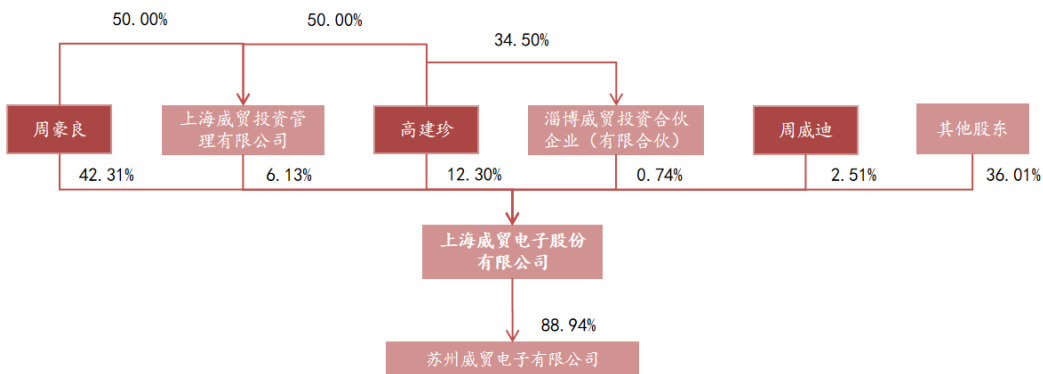 50.00%
50.00%
34.50%
周豪良
上海威贸投资管
理有限公司
高建珍
淄博威贸投资合伙
企业（有限合伙）
周威迪
其他股东
42.31%
6.13%
12.30%
0.74%
2.51%
36.01%
上海威贸电子股份
有限公司
88.94%
苏州威贸电子有限公司